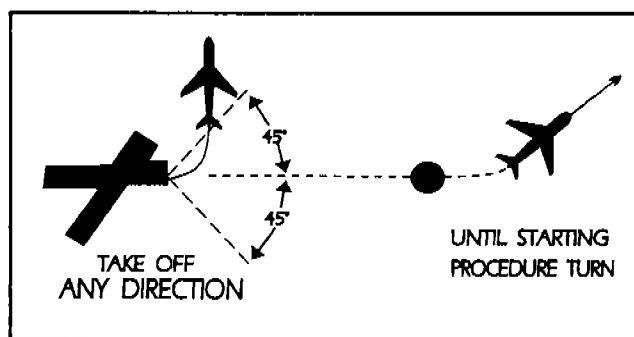 45°
45°
TAKE OFF
ANY DIRECTION
UNTIL STARTING
PROCEDURE TURN